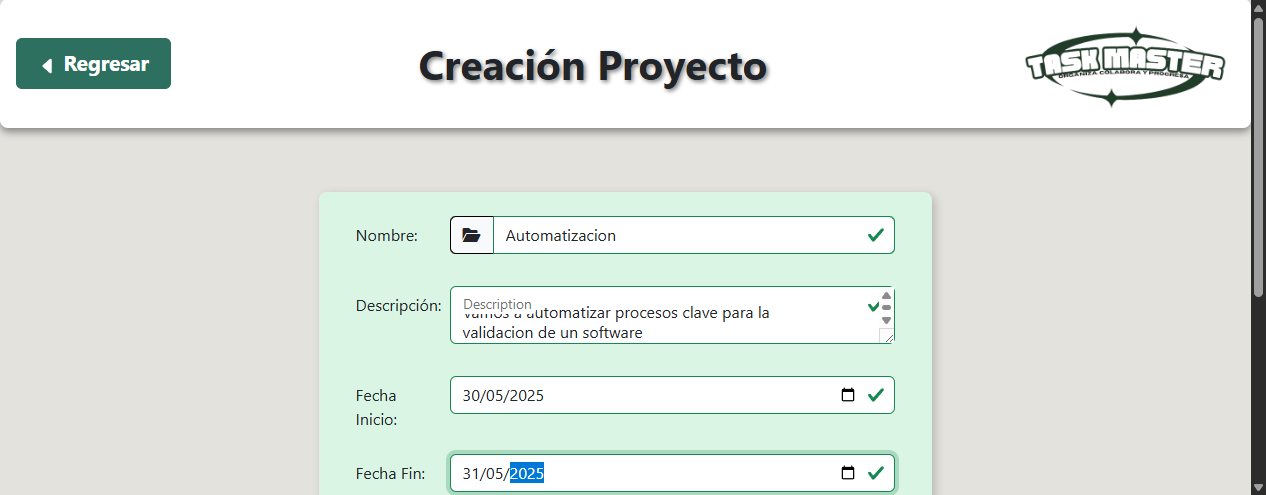 Regresar
Creación Proyecto
TASK MASTER
ORGANIZA COLABORA Y PROGRESA
Nombre:
Automatizacion
Descripción:
Description
Vamos a automatizar procesos clave para la
validacion de un software
Fecha
Inicio:
30/05/2025
Fecha Fin:
31/05/2025